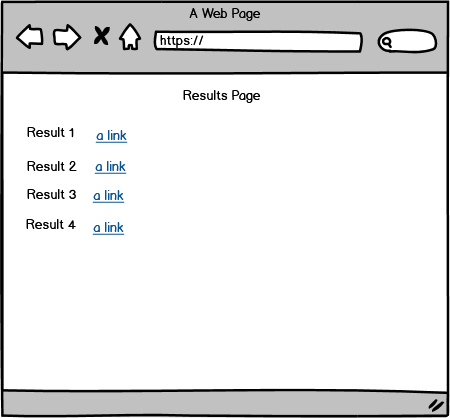 A Web Page
https://
Results Page
Result 1 a link
Result 2 a link
Result 3 a link
Result 4 a link